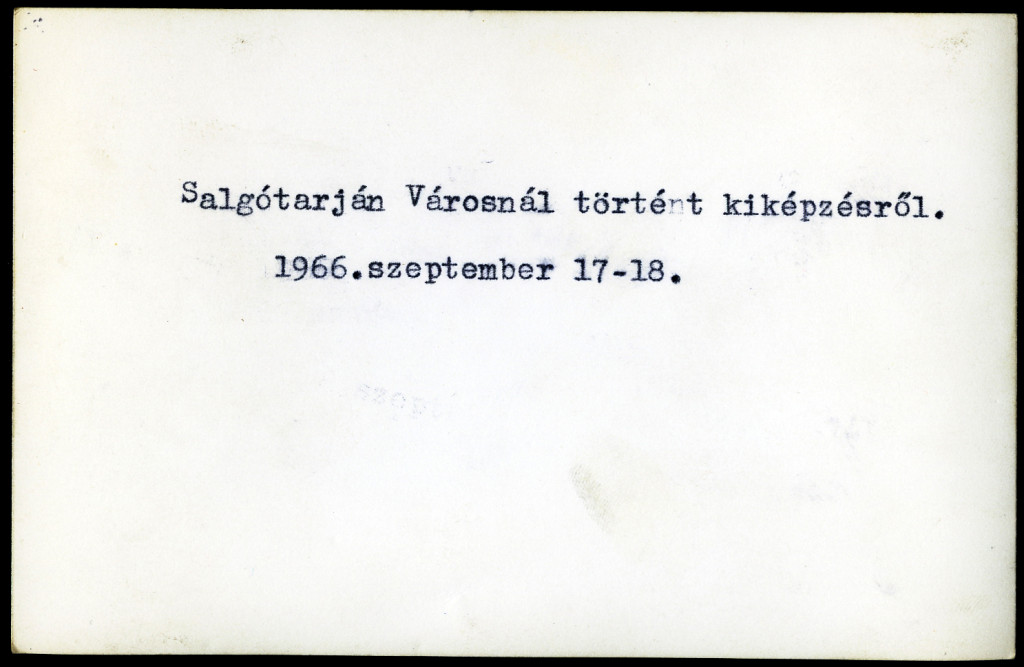 Salgótarján Városnál történt kiképzésről.
1966.szeptember 17-18.